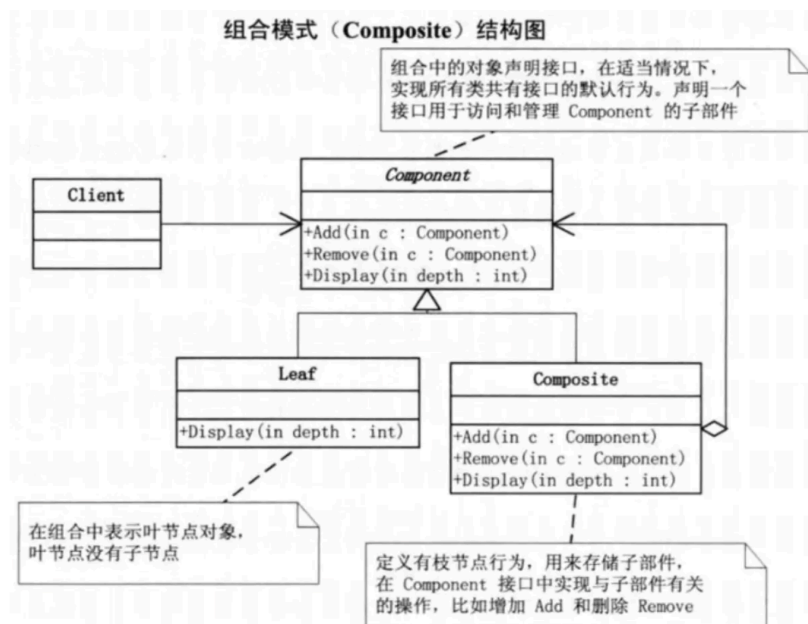 组合模式（Composite）结构图
组合中的对象声明接口，在适当情况下，
实现所有类共有接口的默认行为。声明一个
接口用于访问和管理 Component 的子部件
Component
Client
+Add(in c : Component)
+Remove(in c : Component)
+Display(in depth : int)
Leaf
Composite
+Display(in depth : int)
+Add(in c : Component)
+Remove(in c : Component)
+Display(in depth : int)
在组合中表示叶节点对象，
叶节点没有子节点
定义有枝节点行为，用来存储子部件，
在 Component 接口中实现与子部件有关
的操作，比如增加 Add 和删除 Remove